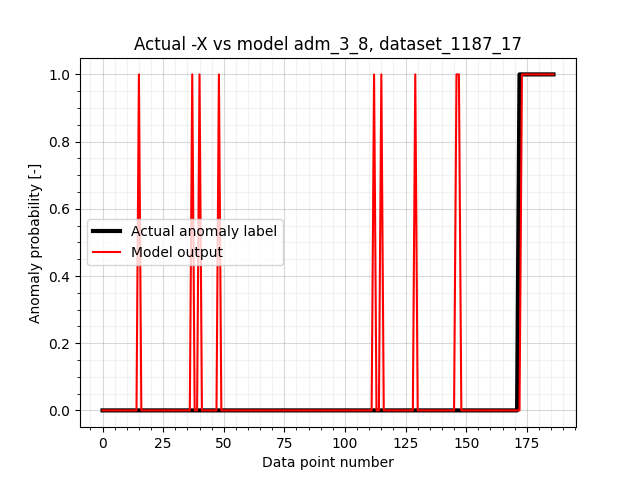 Actual -X vs model adm_3_8, dataset_1187_17
Anomaly probability [-]
1.0
0.8
0.6
0.4
0.2
0.0
Actual anomaly label
Model output
0 25 50 75 100 125 150 175
Data point number